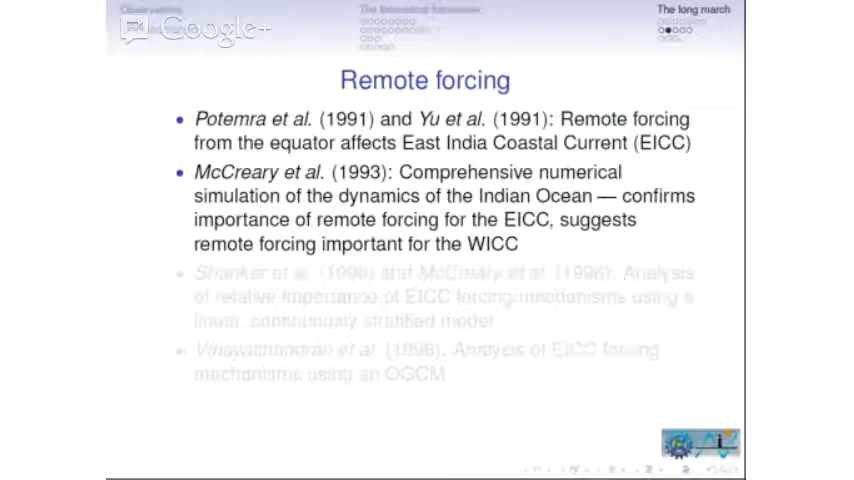 Observations
The theoretical framework
The long march
Google+
Remote forcing
• Potemra et al. (1991) and Yu et al. (1991): Remote forcing
from the equator affects East India Coastal Current (EICC)
• McCreary et al. (1993): Comprehensive numerical
simulation of the dynamics of the Indian Ocean — confirms
importance of remote forcing for the EICC, suggests
remote forcing important for the WICC
• Shankar et al. (1996) and McCreary et al. (1996): Analysis
of relative importance of EICC forcing mechanisms using a
linear, continuously stratified model
• Vinayachandran et al. (1996): Analysis of EICC forcing
mechanisms using an OGCM